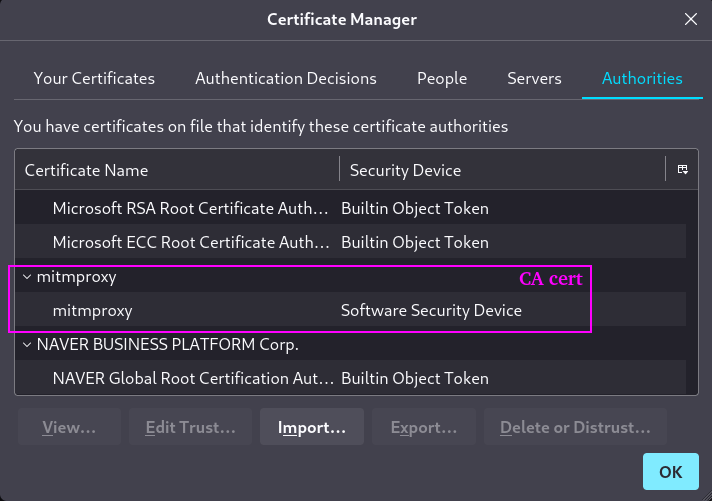 Certificate Manager
Your Certificates Authentication Decisions People Servers Authorities
You have certificates on file that identify these certificate authorities
Certificate Name Security Device
Microsoft RSA Root Certificate Auth… Builtin Object Token
Microsoft ECC Root Certificate Auth… Builtin Object Token
mitmproxy CA cert
mitmproxy Software Security Device
NAVER BUSINESS PLATFORM Corp.
NAVER Global Root Certification Aut… Builtin Object Token
View… Edit Trust… Import… Export… Delete or Distrust…
OK